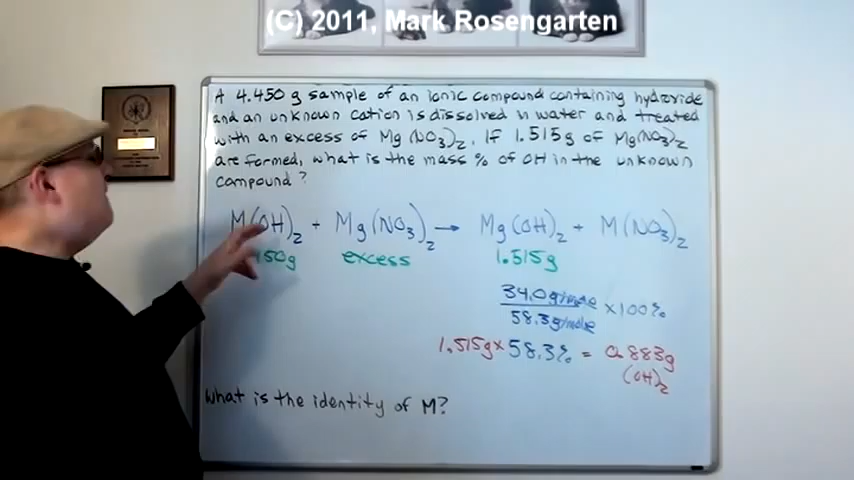 (C) 2011, Mark Rosengarten
A 4.450 g sample of an ionic compound containing hydroxide
and an unknown cation is dissolved in water and treated
with an excess of Mg(NO3)2. If 1.515g of Mg(NO3)2
are formed, what is the mass % of OH in the unknown
compound?
M(OH)2 + Mg(NO3)2 → Mg(OH)2 + M(NO3)2
50g excess 1.515g
34.0g/mole
58.3g/mole × 100%
1.515g × 58.3% = 0.883g
(OH)2
What is the identity of M?